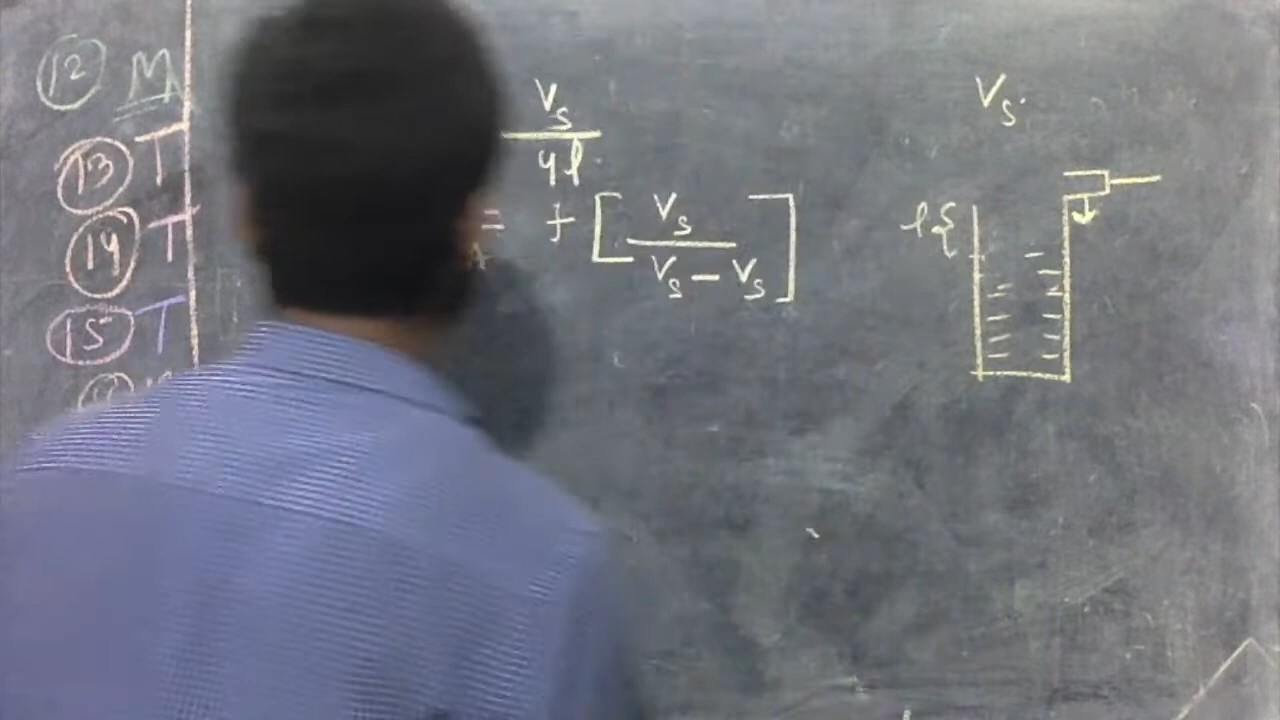 12 M
13 T
14 T
15 T
Vs
4l
= f [ Vs
Vs - Vs ]
Vs
l{